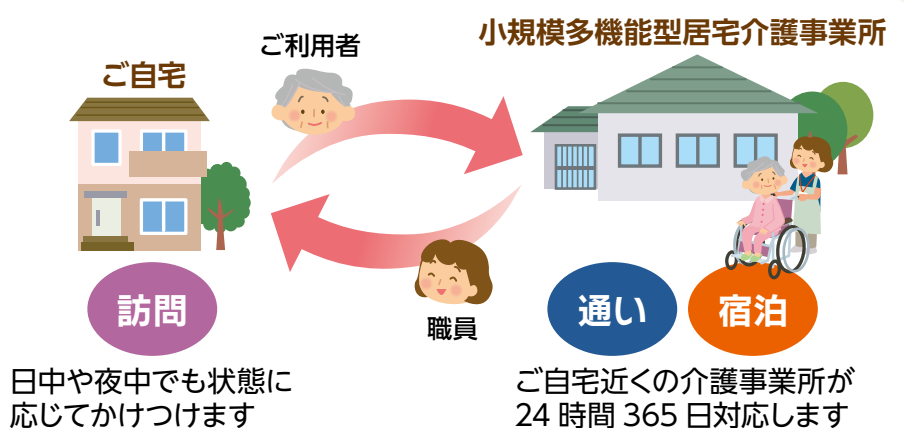 小規模多機能型居宅介護事業所
ご利用者
ご自宅
職員
訪問
通い
宿泊
日中や夜中でも状態に
応じてかけつけます
ご自宅近くの介護事業所が
24 時間 365 日対応します